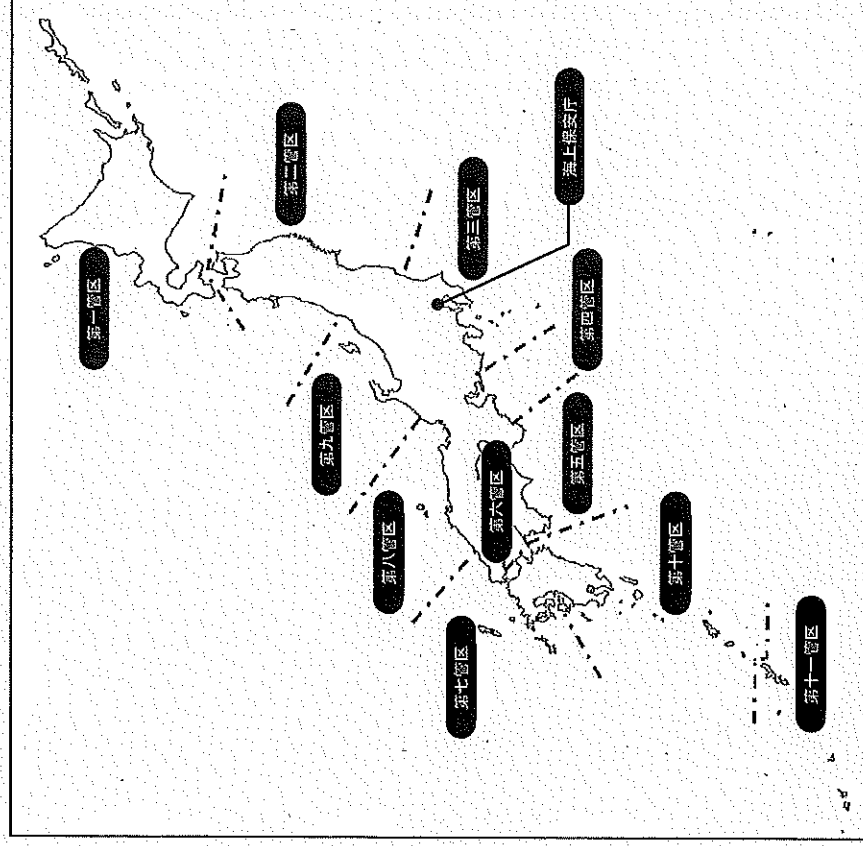 第一管区
第二管区
第三管区
海上保安庁
第四管区
第五管区
第六管区
第七管区
第八管区
第九管区
第十管区
第十一管区